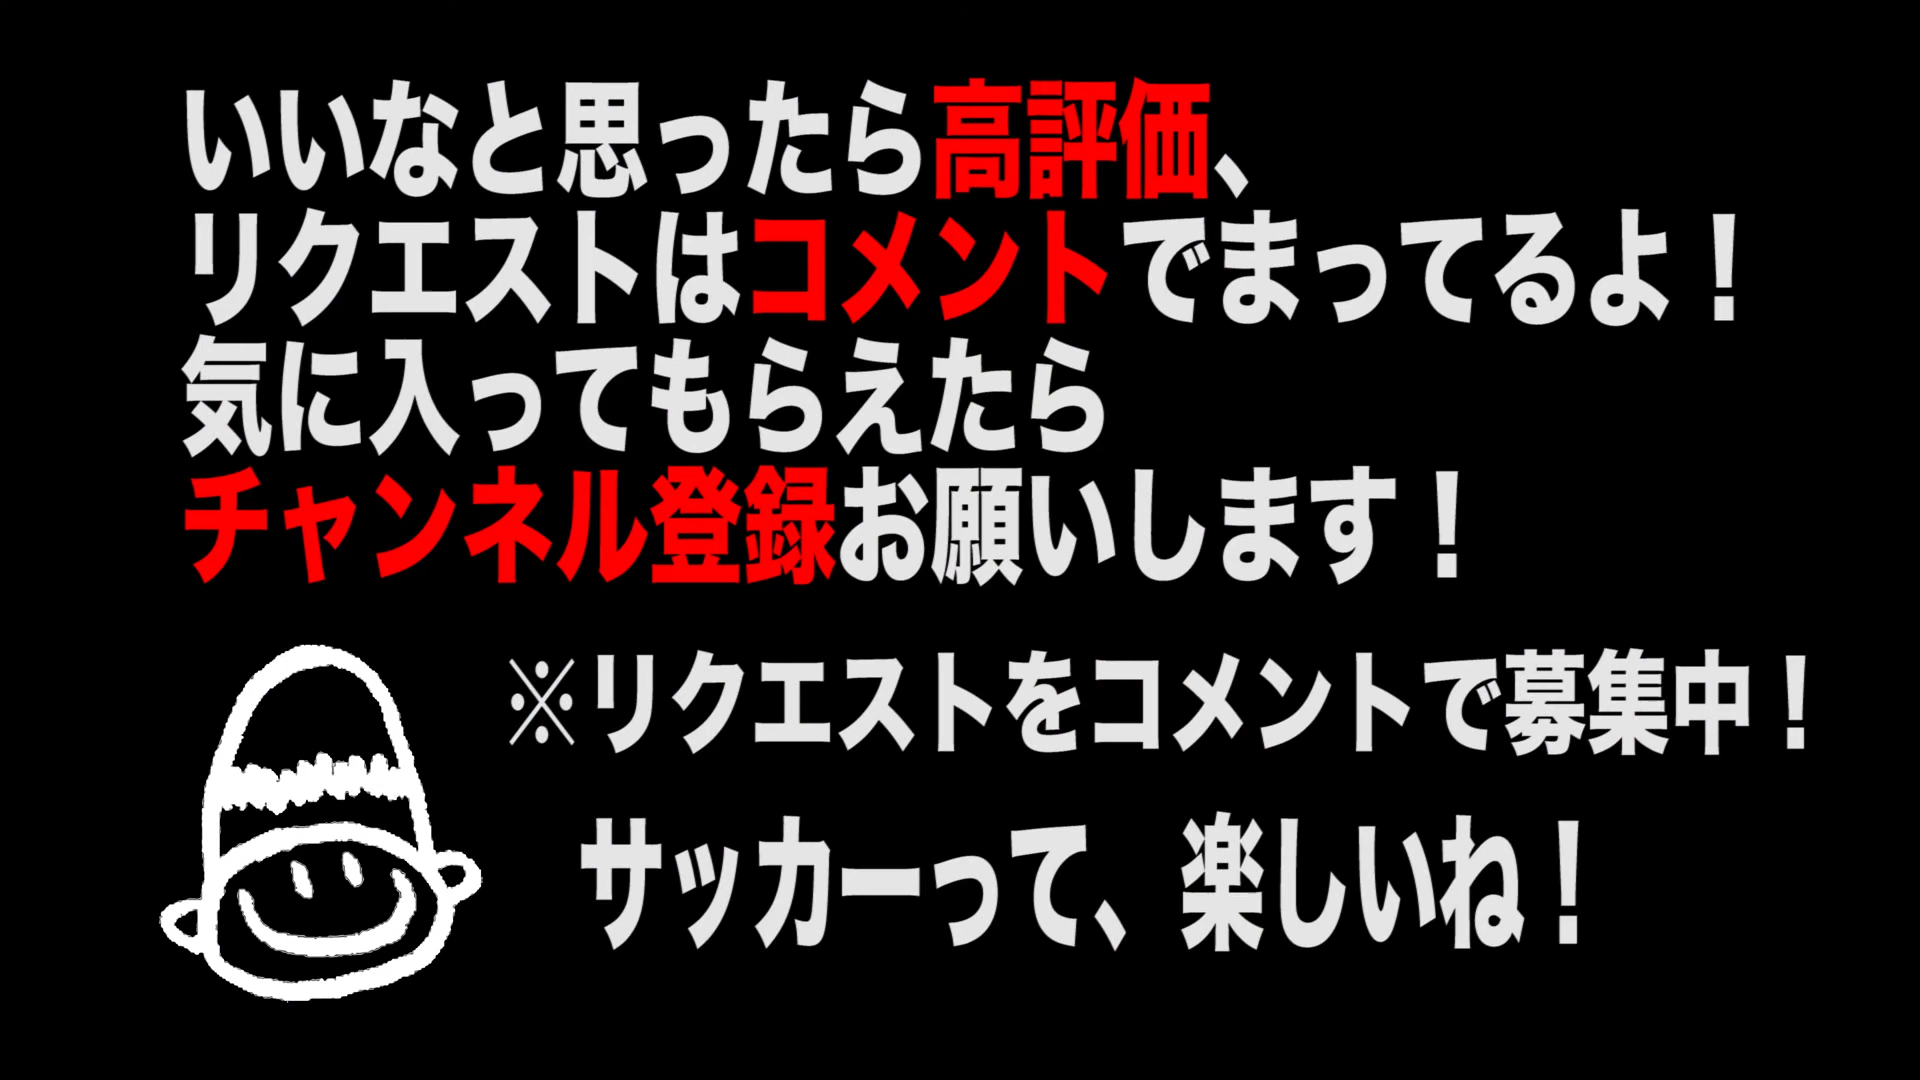 いいなと思ったら高評価、
リクエストはコメントでまってるよ！
気に入ってもらえたら
チャンネル登録お願いします！
※リクエストをコメントで募集中！
サッカーって、楽しいね！